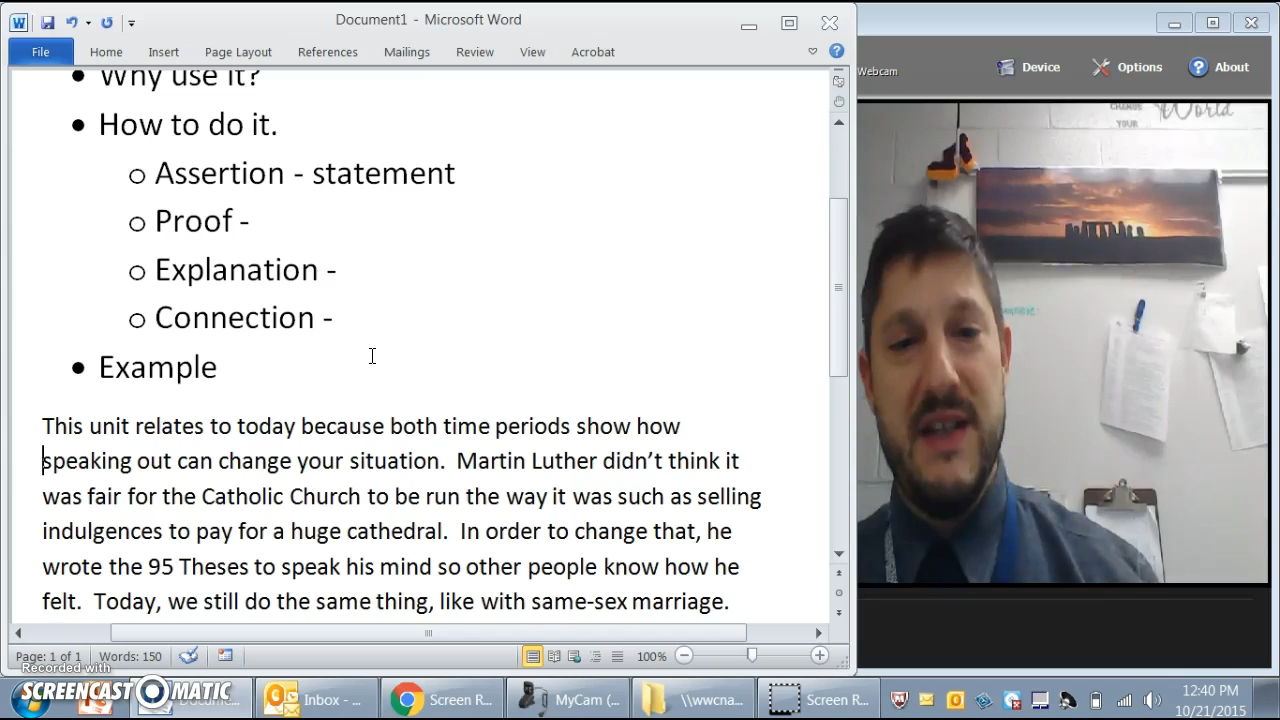 Document1 - Microsoft Word
File Home Insert Page Layout References Mailings Review View Acrobat
Webcam Device Options About
• Why use it?
• How to do it.
o Assertion - statement
o Proof -
o Explanation -
o Connection -
• Example
This unit relates to today because both time periods show how
speaking out can change your situation.  Martin Luther didn’t think it
was fair for the Catholic Church to be run the way it was such as selling
indulgences to pay for a huge cathedral.  In order to change that, he
wrote the 95 Theses to speak his mind so other people know how he
felt.  Today, we still do the same thing, like with same-sex marriage.
CHANGE
YOUR
World
Page: 1 of 1 Words: 150 100%
Recorded with
SCREENCAST MATIC
Inbox - ... Screen R... MyCam (... \\wwcna... Screen R...
12:40 PM
10/21/2015